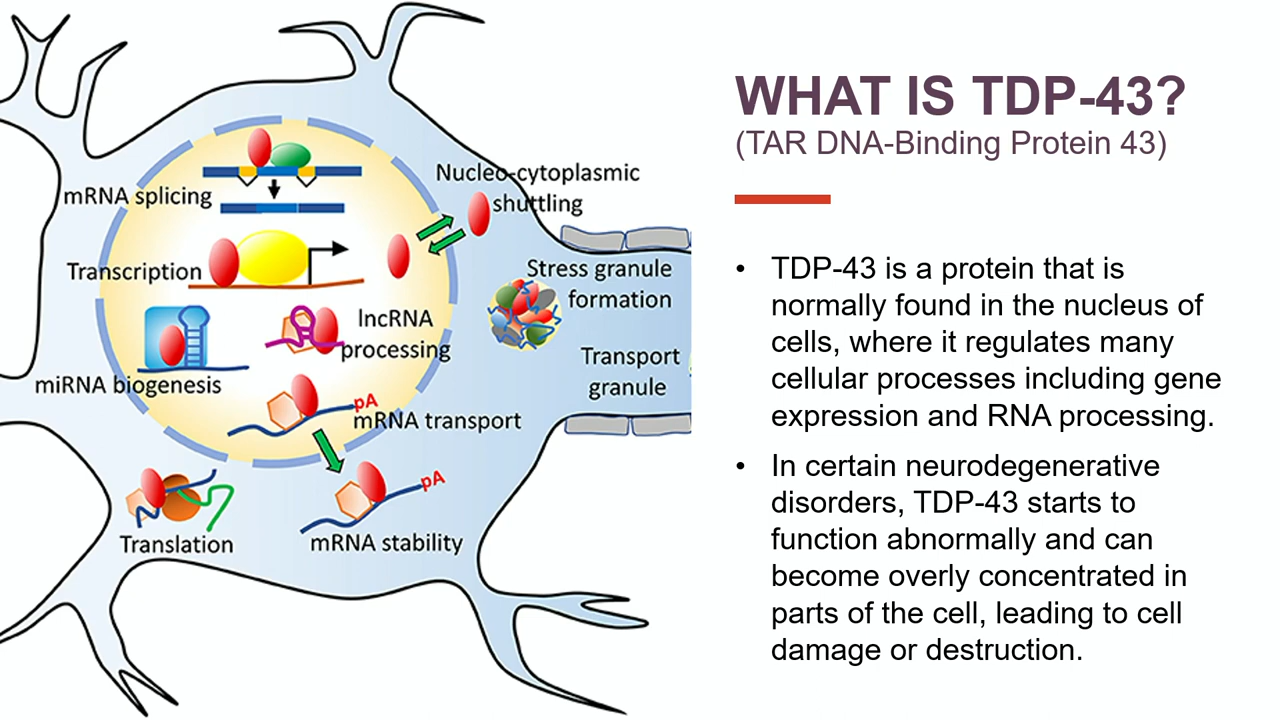 WHAT IS TDP-43?
(TAR DNA-Binding Protein 43)
• TDP-43 is a protein that is
normally found in the nucleus of
cells, where it regulates many
cellular processes including gene
expression and RNA processing.
• In certain neurodegenerative
disorders, TDP-43 starts to
function abnormally and can
become overly concentrated in
parts of the cell, leading to cell
damage or destruction.
mRNA splicing
Nucleo-cytoplasmic
shuttling
Transcription
Stress granule
formation
lncRNA
processing
miRNA biogenesis
Transport
granule
pA
mRNA transport
pA
Translation
mRNA stability